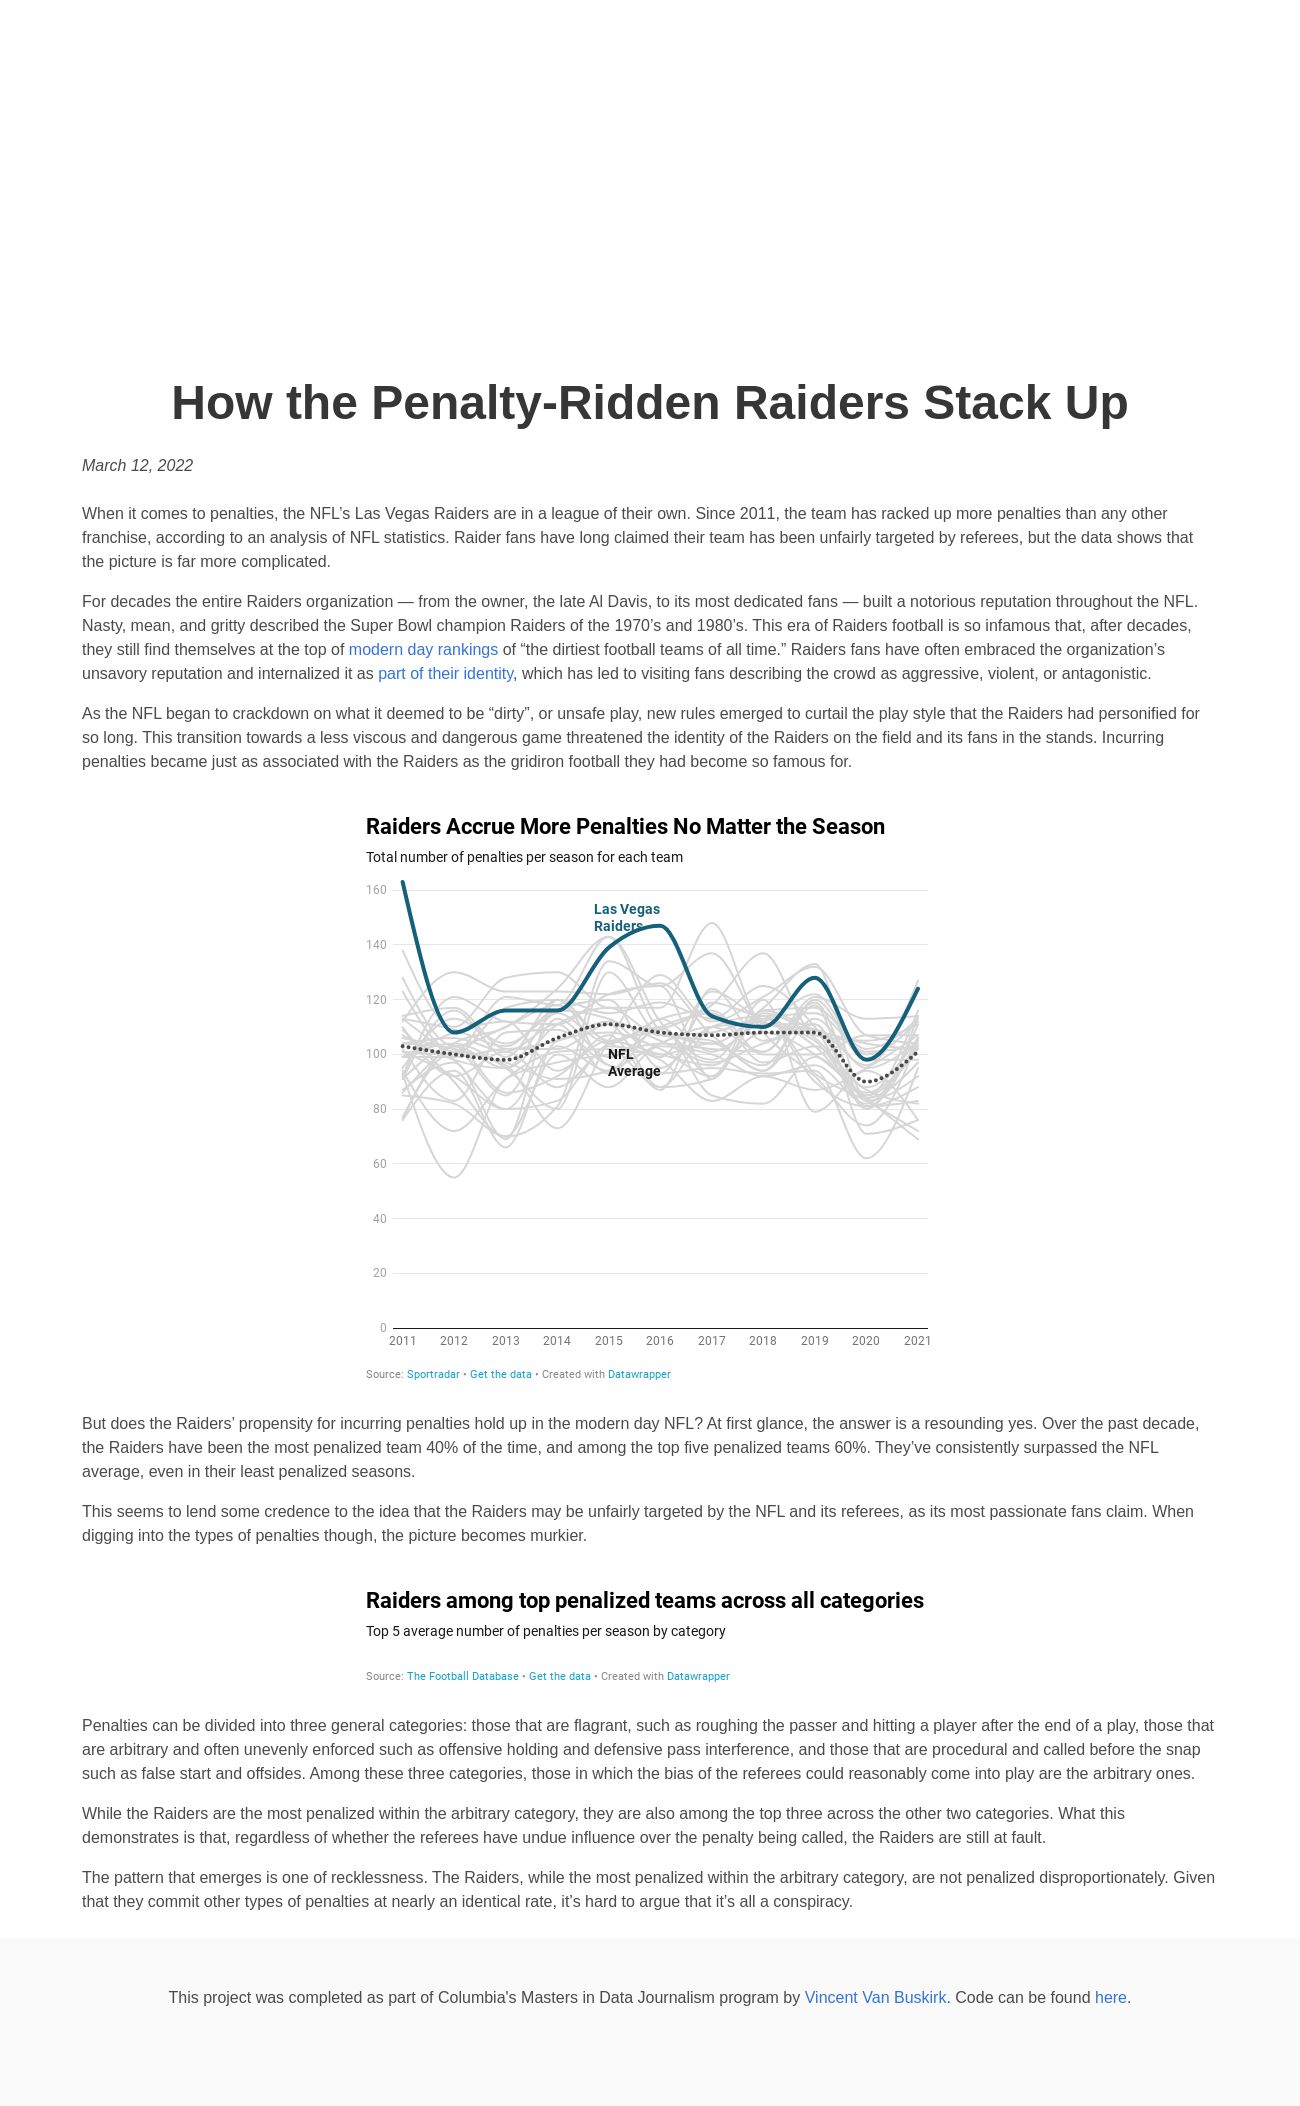 How the Penalty-Ridden Raiders Stack Up
March 12, 2022
When it comes to penalties, the NFL’s Las Vegas Raiders are in a league of their own. Since 2011, the team has racked up more penalties than any other
franchise, according to an analysis of NFL statistics. Raider fans have long claimed their team has been unfairly targeted by referees, but the data shows that
the picture is far more complicated.
For decades the entire Raiders organization — from the owner, the late Al Davis, to its most dedicated fans — built a notorious reputation throughout the NFL.
Nasty, mean, and gritty described the Super Bowl champion Raiders of the 1970’s and 1980’s. This era of Raiders football is so infamous that, after decades,
they still find themselves at the top of modern day rankings of “the dirtiest football teams of all time.” Raiders fans have often embraced the organization’s
unsavory reputation and internalized it as part of their identity, which has led to visiting fans describing the crowd as aggressive, violent, or antagonistic.
As the NFL began to crackdown on what it deemed to be “dirty”, or unsafe play, new rules emerged to curtail the play style that the Raiders had personified for
so long. This transition towards a less viscous and dangerous game threatened the identity of the Raiders on the field and its fans in the stands. Incurring
penalties became just as associated with the Raiders as the gridiron football they had become so famous for.
Raiders Accrue More Penalties No Matter the Season
Total number of penalties per season for each team
160
Las Vegas
Raiders
140
120
100
NFL
Average
80
60
40
20
0
2011 2012 2013 2014 2015 2016 2017 2018 2019 2020 2021
Source: Sportradar • Get the data • Created with Datawrapper
But does the Raiders’ propensity for incurring penalties hold up in the modern day NFL? At first glance, the answer is a resounding yes. Over the past decade,
the Raiders have been the most penalized team 40% of the time, and among the top five penalized teams 60%. They’ve consistently surpassed the NFL
average, even in their least penalized seasons.
This seems to lend some credence to the idea that the Raiders may be unfairly targeted by the NFL and its referees, as its most passionate fans claim. When
digging into the types of penalties though, the picture becomes murkier.
Raiders among top penalized teams across all categories
Top 5 average number of penalties per season by category
Source: The Football Database • Get the data • Created with Datawrapper
Penalties can be divided into three general categories: those that are flagrant, such as roughing the passer and hitting a player after the end of a play, those that
are arbitrary and often unevenly enforced such as offensive holding and defensive pass interference, and those that are procedural and called before the snap
such as false start and offsides. Among these three categories, those in which the bias of the referees could reasonably come into play are the arbitrary ones.
While the Raiders are the most penalized within the arbitrary category, they are also among the top three across the other two categories. What this
demonstrates is that, regardless of whether the referees have undue influence over the penalty being called, the Raiders are still at fault.
The pattern that emerges is one of recklessness. The Raiders, while the most penalized within the arbitrary category, are not penalized disproportionately. Given
that they commit other types of penalties at nearly an identical rate, it’s hard to argue that it’s all a conspiracy.
This project was completed as part of Columbia's Masters in Data Journalism program by Vincent Van Buskirk. Code can be found here.